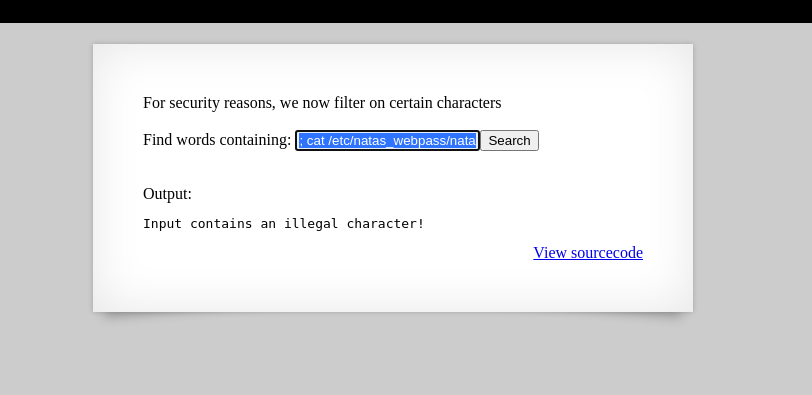 For security reasons, we now filter on certain characters
Find words containing: ; cat /etc/natas_webpass/nata Search
Output:
Input contains an illegal character!
View sourcecode